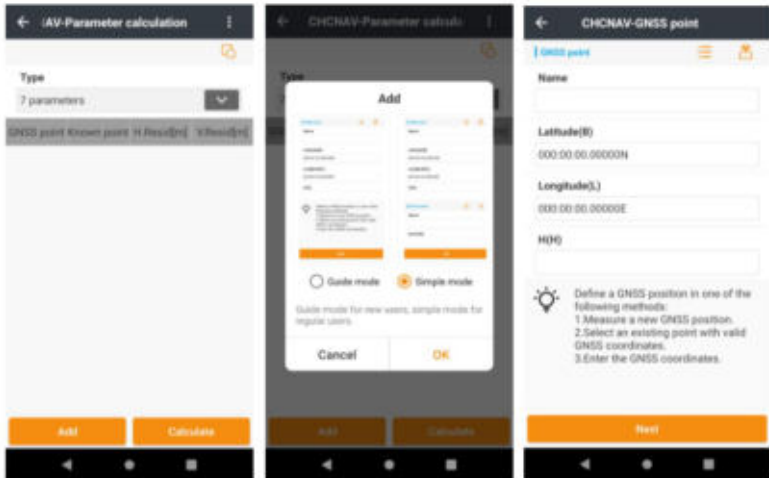 AV-Parameter calculation
Type
7 parameters
GNSS point Known point H.Resid[m] V.Resid[m]
Add
Calculate
CHCNAV-Parameter calcul
Type
Add
Guide mode
Simple mode
Guide mode for new users, simple mode for
regular users.
Cancel
OK
Add
Calculate
CHCNAV-GNSS point
GNSS point
Name
Latitude(B)
000:00:00.00000N
Longitude(L)
000:00:00.00000E
H(H)
Define a GNSS position in one of the
following methods:
1.Measure a new GNSS position.
2.Select an existing point with valid
GNSS coordinates.
3.Enter the GNSS coordinates.
Next